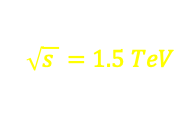 √s = 1.5 TeV